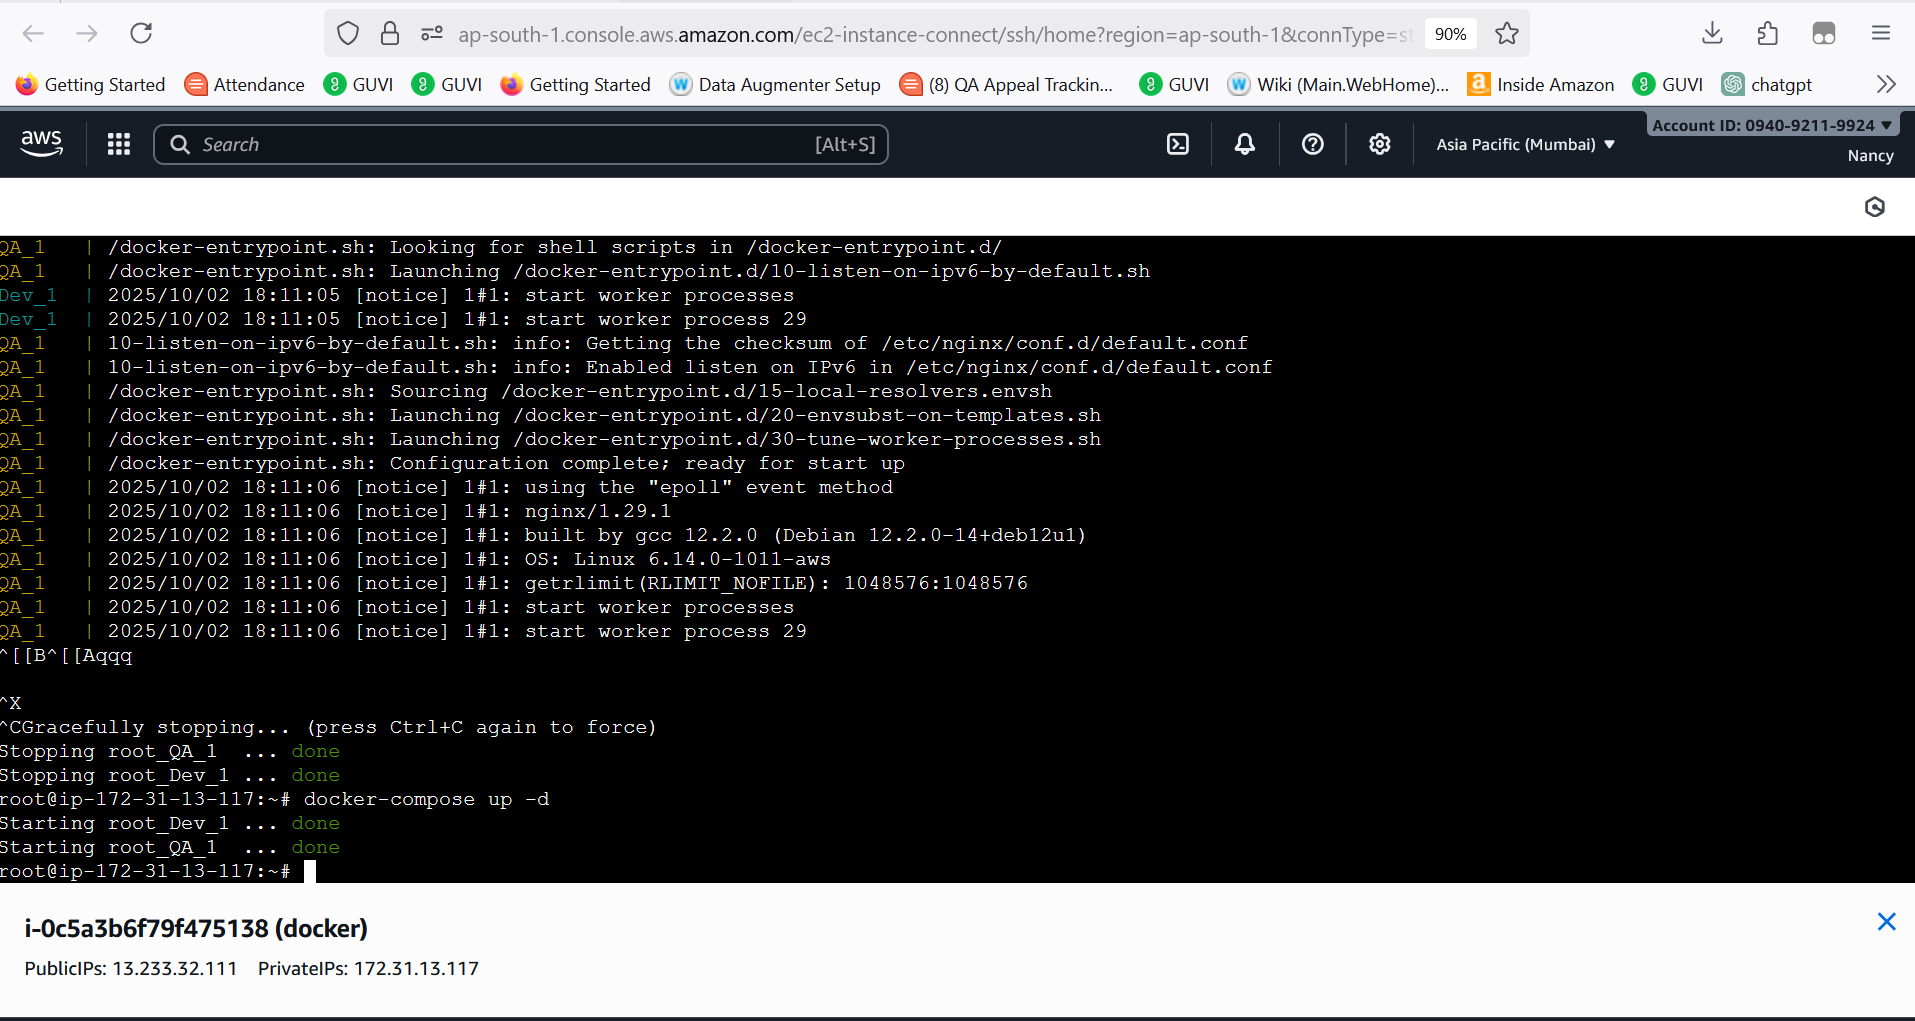 ap-south-1.console.aws.amazon.com/ec2-instance-connect/ssh/home?region=ap-south-1&connType=s
90%
Getting Started
Attendance
GUVI
GUVI
Getting Started
Data Augmenter Setup
(8) QA Appeal Trackin...
GUVI
Wiki (Main.WebHome)...
Inside Amazon
GUVI
chatgpt
aws
Search
[Alt+S]
Asia Pacific (Mumbai)
Account ID: 0940-9211-9924
Nancy
QA_1 | /docker-entrypoint.sh: Looking for shell scripts in /docker-entrypoint.d/
QA_1 | /docker-entrypoint.sh: Launching /docker-entrypoint.d/10-listen-on-ipv6-by-default.sh
Dev_1 | 2025/10/02 18:11:05 [notice] 1#1: start worker processes
Dev_1 | 2025/10/02 18:11:05 [notice] 1#1: start worker process 29
QA_1 | 10-listen-on-ipv6-by-default.sh: info: Getting the checksum of /etc/nginx/conf.d/default.conf
QA_1 | 10-listen-on-ipv6-by-default.sh: info: Enabled listen on IPv6 in /etc/nginx/conf.d/default.conf
QA_1 | /docker-entrypoint.sh: Sourcing /docker-entrypoint.d/15-local-resolvers.envsh
QA_1 | /docker-entrypoint.sh: Launching /docker-entrypoint.d/20-envsubst-on-templates.sh
QA_1 | /docker-entrypoint.sh: Launching /docker-entrypoint.d/30-tune-worker-processes.sh
QA_1 | /docker-entrypoint.sh: Configuration complete; ready for start up
QA_1 | 2025/10/02 18:11:06 [notice] 1#1: using the "epoll" event method
QA_1 | 2025/10/02 18:11:06 [notice] 1#1: nginx/1.29.1
QA_1 | 2025/10/02 18:11:06 [notice] 1#1: built by gcc 12.2.0 (Debian 12.2.0-14+deb12u1)
QA_1 | 2025/10/02 18:11:06 [notice] 1#1: OS: Linux 6.14.0-1011-aws
QA_1 | 2025/10/02 18:11:06 [notice] 1#1: getrlimit(RLIMIT_NOFILE): 1048576:1048576
QA_1 | 2025/10/02 18:11:06 [notice] 1#1: start worker processes
QA_1 | 2025/10/02 18:11:06 [notice] 1#1: start worker process 29
^[[B^[[Aqqq
^X
^CGracefully stopping... (press Ctrl+C again to force)
Stopping root_QA_1 ... done
Stopping root_Dev_1 ... done
root@ip-172-31-13-117:~# docker-compose up -d
Starting root_Dev_1 ... done
Starting root_QA_1 ... done
root@ip-172-31-13-117:~#
i-0c5a3b6f79f475138 (docker)
PublicIPs: 13.233.32.111 PrivateIPs: 172.31.13.117